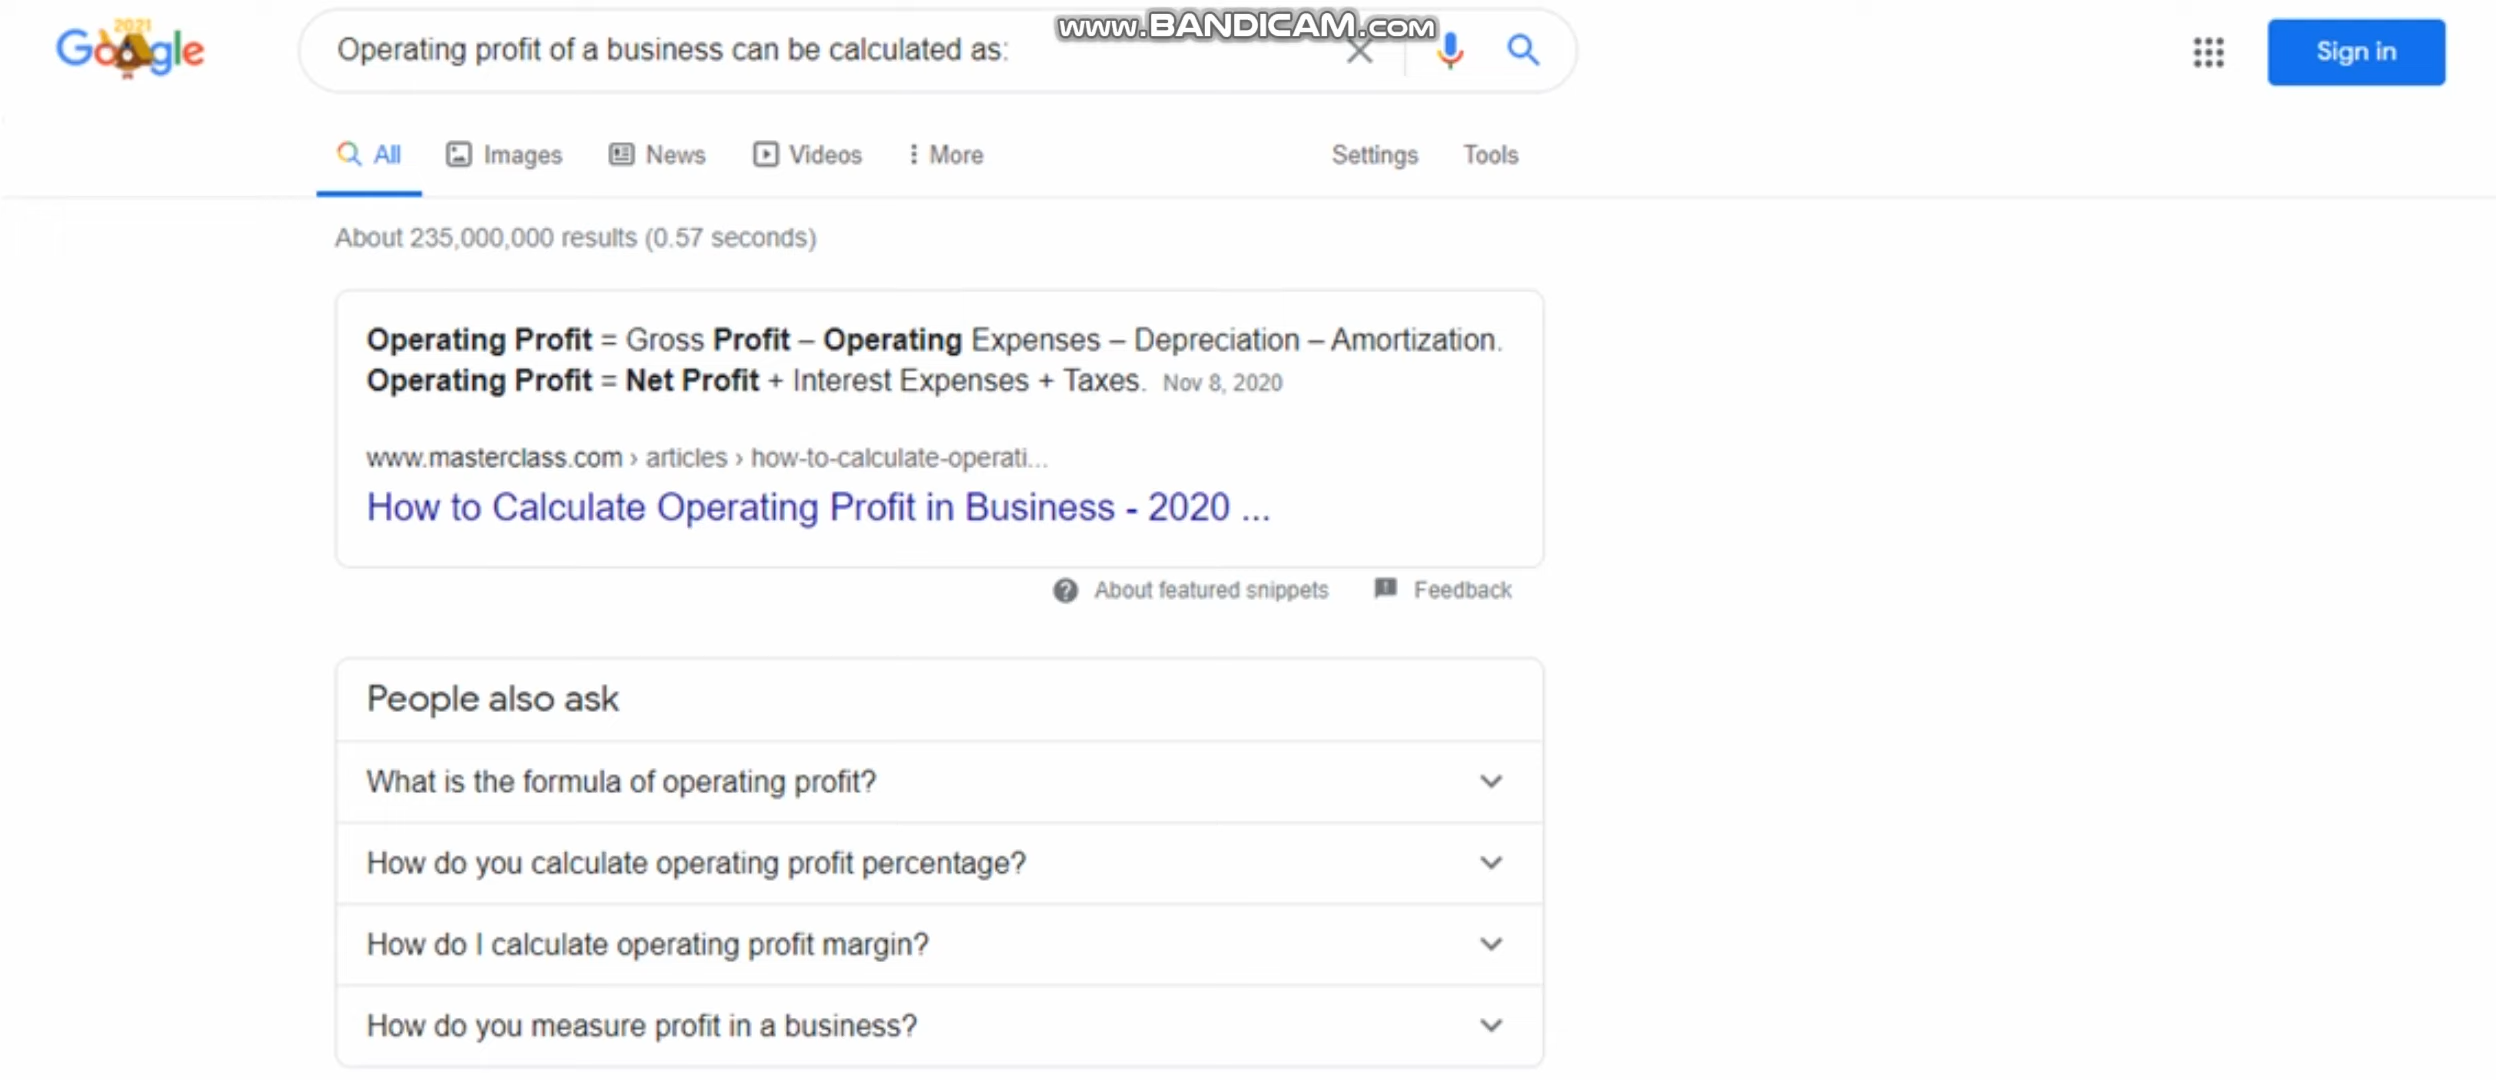 www.BANDICAM.com
2021
Google
Operating profit of a business can be calculated as:
Sign in
All
Images
News
Videos
More
Settings
Tools
About 235,000,000 results (0.57 seconds)
Operating Profit = Gross Profit – Operating Expenses – Depreciation – Amortization.
Operating Profit = Net Profit + Interest Expenses + Taxes. Nov 8, 2020
www.masterclass.com › articles › how-to-calculate-operati...
How to Calculate Operating Profit in Business - 2020 ...
About featured snippets
Feedback
People also ask
What is the formula of operating profit?
How do you calculate operating profit percentage?
How do I calculate operating profit margin?
How do you measure profit in a business?